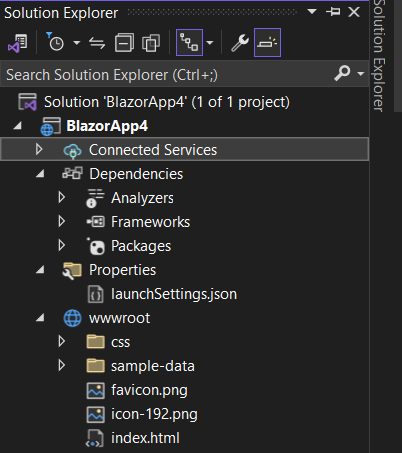 Solution Explorer
Search Solution Explorer (Ctrl+;)
Solution 'BlazorApp4' (1 of 1 project)
BlazorApp4
Connected Services
Dependencies
Analyzers
Frameworks
Packages
Properties
launchSettings.json
wwwroot
css
sample-data
favicon.png
icon-192.png
index.html
Solution Explorer